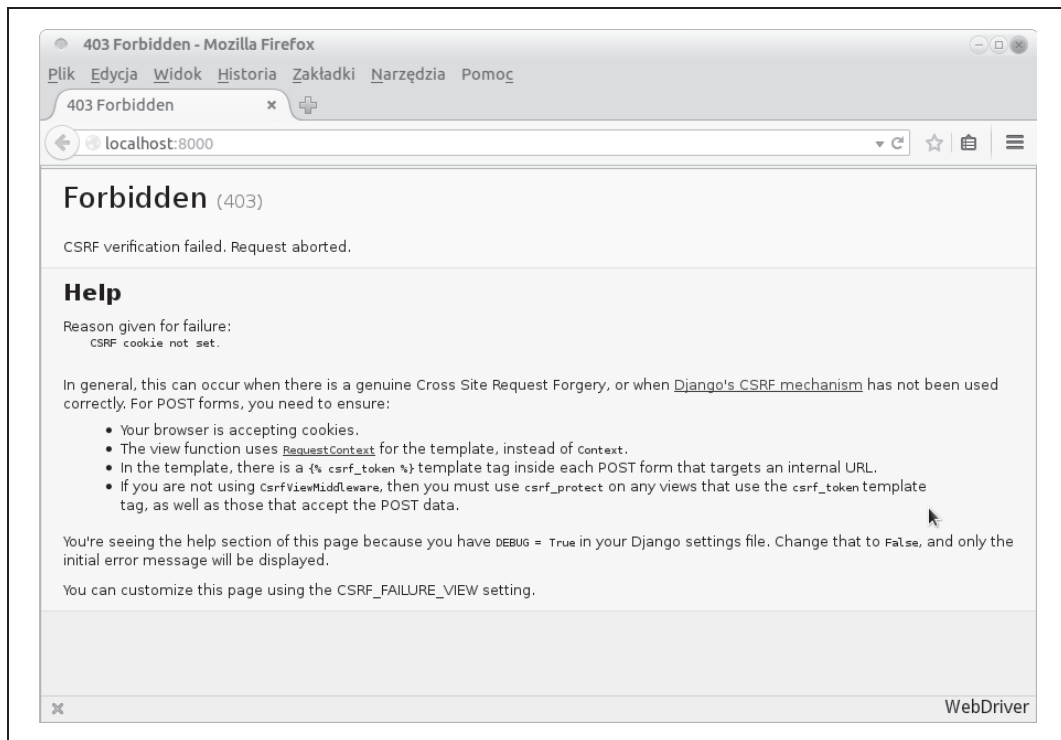 403 Forbidden - Mozilla Firefox
Plik Edycja Widok Historia Zakładki Narzędzia Pomoc
403 Forbidden
localhost:8000
Forbidden (403)
CSRF verification failed. Request aborted.
Help
Reason given for failure:
CSRF cookie not set.
In general, this can occur when there is a genuine Cross Site Request Forgery, or when Django's CSRF mechanism has not been used
correctly. For POST forms, you need to ensure:
• Your browser is accepting cookies.
• The view function uses RequestContext for the template, instead of Context.
• In the template, there is a {% csrf_token %} template tag inside each POST form that targets an internal URL.
• If you are not using CsrfViewMiddleware, then you must use csrf_protect on any views that use the csrf_token template
tag, as well as those that accept the POST data.
You're seeing the help section of this page because you have DEBUG = True in your Django settings file. Change that to False, and only the
initial error message will be displayed.
You can customize this page using the CSRF_FAILURE_VIEW setting.
WebDriver